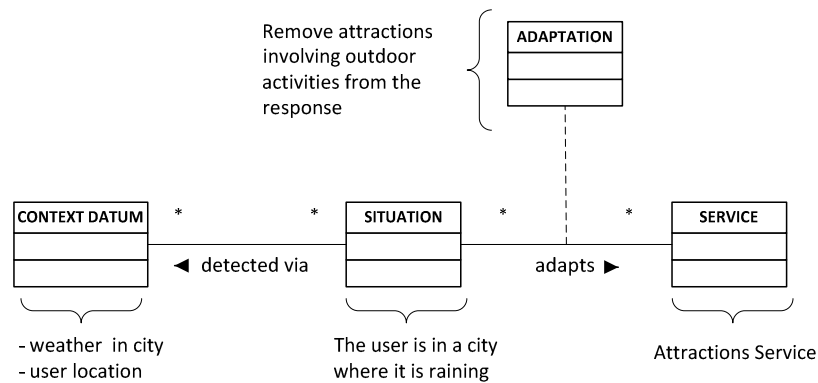 Remove attractions
involving outdoor
activities from the
response
ADAPTATION
CONTEXT DATUM
*
*
SITUATION
*
*
SERVICE
◄ detected via
adapts ►
- weather in city
- user location
The user is in a city
where it is raining
Attractions Service